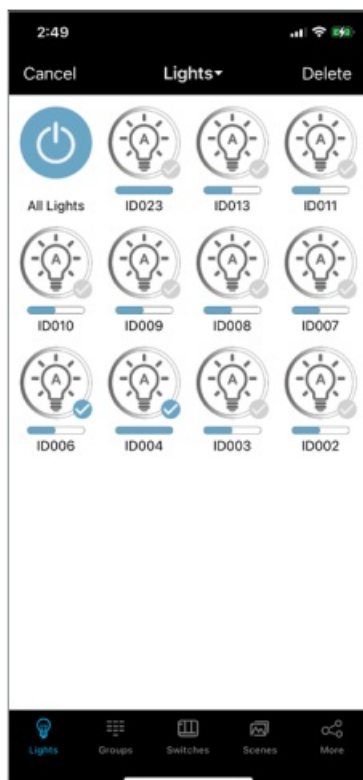 2:49
Cancel Lights▾ Delete
A A A
All Lights ID023 ID013 ID011
A A A A
ID010 ID009 ID008 ID007
A A A A
ID006 ID004 ID003 ID002
Lights Groups Switches Scenes More